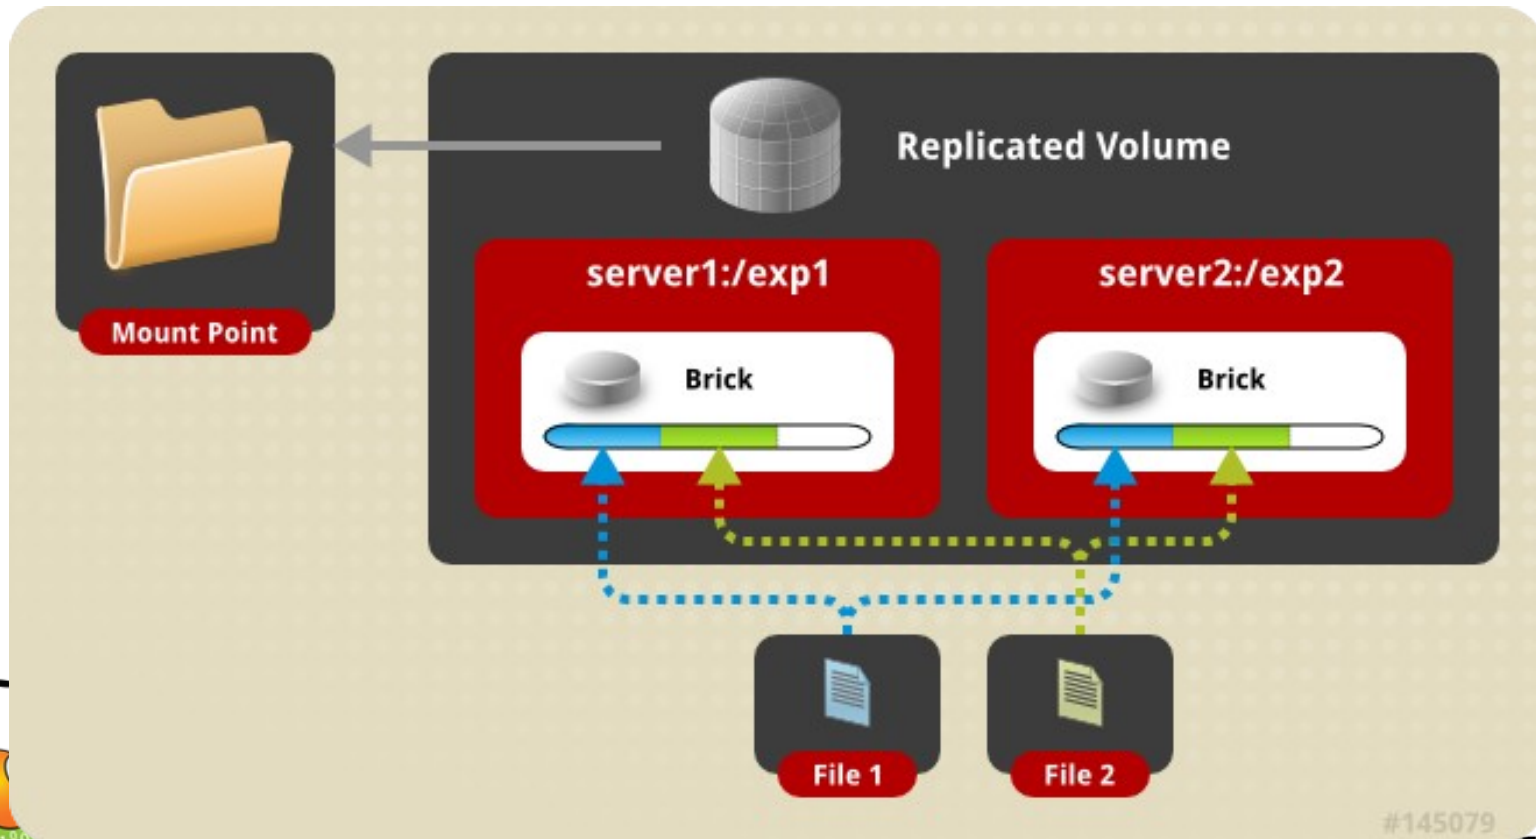 Replicated Volume
server1:/exp1
server2:/exp2
Mount Point
Brick
Brick
File 1
File 2
#145079